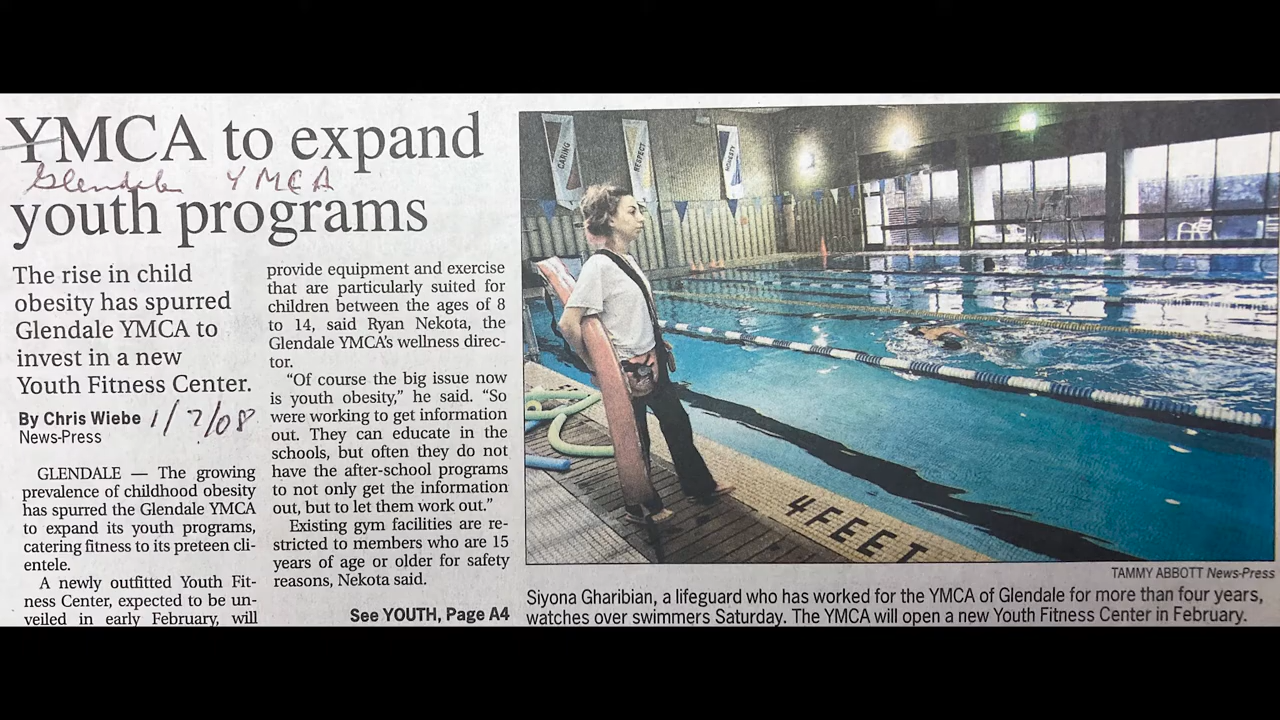 YMCA to expand
Glendale YMCA
youth programs
The rise in child
obesity has spurred
Glendale YMCA to
invest in a new
Youth Fitness Center.
By Chris Wiebe 1/7/08
News-Press
GLENDALE — The growing
prevalence of childhood obesity
has spurred the Glendale YMCA
to expand its youth programs,
catering fitness to its preteen cli-
entele.
A newly outfitted Youth Fit-
ness Center, expected to be un-
veiled in early February, will
provide equipment and exercise
that are particularly suited for
children between the ages of 8
to 14, said Ryan Nekota, the
Glendale YMCA's wellness direc-
tor.
"Of course the big issue now
is youth obesity," he said. "So
were working to get information
out. They can educate in the
schools, but often they do not
have the after-school programs
to not only get the information
out, but to let them work out."
Existing gym facilities are re-
stricted to members who are 15
years of age or older for safety
reasons, Nekota said.
See YOUTH, Page A4
CARING
RESPECT
HONESTY
4 FEET
TAMMY ABBOTT News-Press
Siyona Gharibian, a lifeguard who has worked for the YMCA of Glendale for more than four years,
watches over swimmers Saturday. The YMCA will open a new Youth Fitness Center in February.